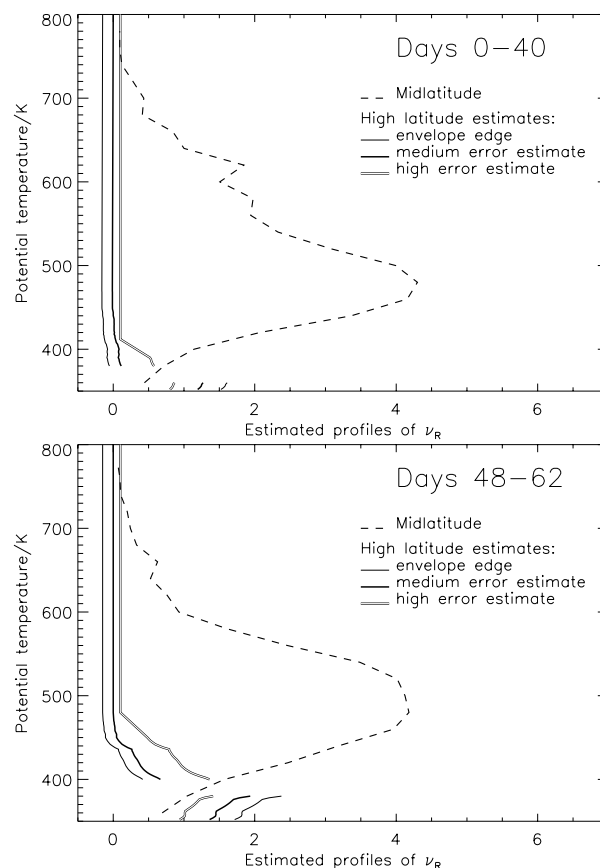 800
Days 0−40
700
Midlatitude
High latitude estimates:
envelope edge
medium error estimate
high error estimate
600
500
400
Potential temperature/K
0 2 4 6
Estimated profiles of νR
800
Days 48−62
700
Midlatitude
High latitude estimates:
envelope edge
medium error estimate
high error estimate
600
500
400
Potential temperature/K
0 2 4 6
Estimated profiles of νR